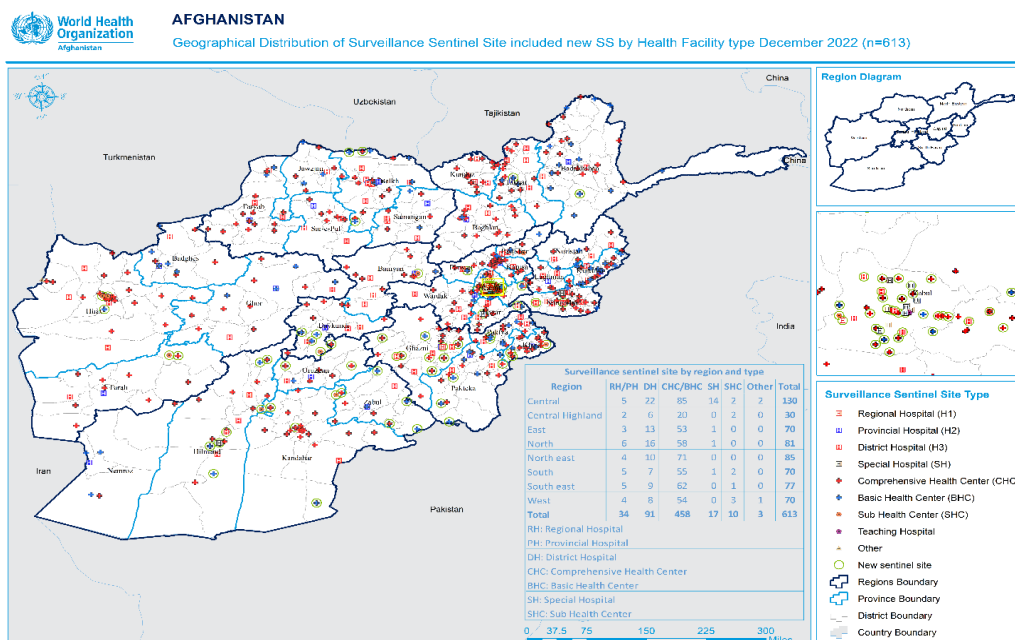 World Health
Organization
Afghanistan
AFGHANISTAN
Geographical Distribution of Surveillance Sentinel Site included new SS by Health Facility type December 2022 (n=613)
China
Uzbokistan
Tajikistan
Turkmenistan
China
Jawzjan
Balkh
Kunduz
Takhar
Badakhshan
Faryab
Sar-e-Pul
Samangan
Baghlan
Badghis
Bamyan
Nuristan
Hirat
Ghor
Wardak
Kabul
Daykundi
Ghazni
India
Uruzgan
Farah
Zabul
Paktika
Hilmand
Kandahar
Iran
Nimroz
Pakistan
Surveillance sentinel site by region and type
Region RH/PH DH CHC/BHC SH SHC Other Total
Central 5 22 85 14 2 2 130
Central Highland 2 6 20 0 2 0 30
East 3 13 53 1 0 0 70
North 6 16 58 1 0 0 81
North east 4 10 71 0 0 0 85
South 5 7 55 1 2 0 70
South east 5 9 62 0 1 0 77
West 4 8 54 0 3 1 70
Total 34 91 458 17 10 3 613
RH: Regional Hospital
PH: Provincial Hospital
DH: District Hospital
CHC: Comprehensive Health Center
BHC: Basic Health Center
SH: Special Hospital
SHC: Sub Health Center
0 37.5 75 150 225 300
Miles
Region Diagram
Kabul
Surveillance Sentinel Site Type
Regional Hospital (H1)
Provincial Hospital (H2)
District Hospital (H3)
Special Hospital (SH)
Comprehensive Health Center (CHC
Basic Health Center (BHC)
Sub Health Center (SHC)
Teaching Hospital
Other
New sentinel site
Regions Boundary
Province Boundary
District Boundary
Country Boundary